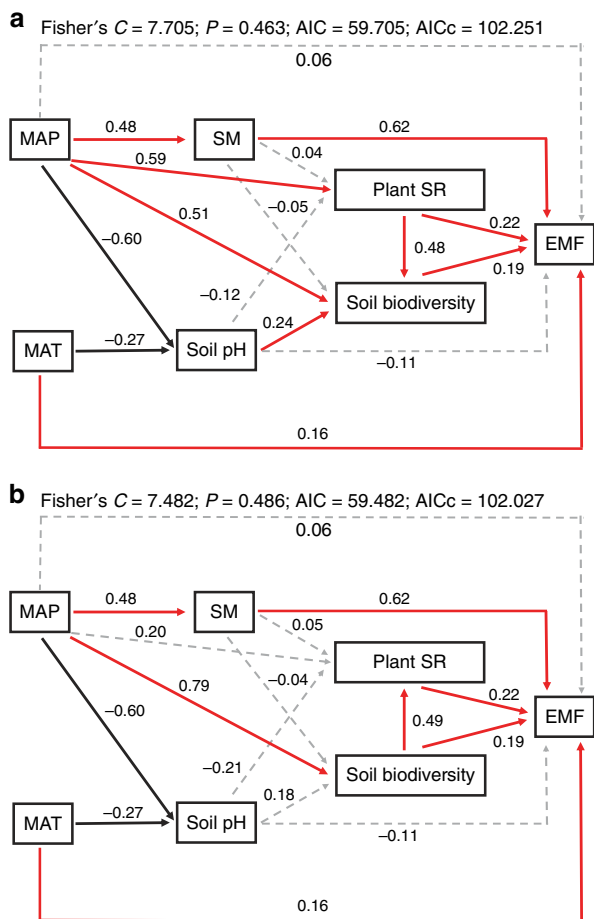 a
Fisher's C = 7.705; P = 0.463; AIC = 59.705; AICc = 102.251
0.06
MAP
0.48
SM
0.62
0.04
0.59
Plant SR
−0.05
0.51
0.22
EMF
−0.60
0.48
0.19
−0.12
Soil biodiversity
0.24
MAT
−0.27
Soil pH
−0.11
0.16
b
Fisher's C = 7.482; P = 0.486; AIC = 59.482; AICc = 102.027
0.06
MAP
0.48
SM
0.62
0.05
0.20
Plant SR
−0.04
0.79
0.22
EMF
−0.60
0.49
0.19
−0.21
Soil biodiversity
0.18
MAT
−0.27
Soil pH
−0.11
0.16